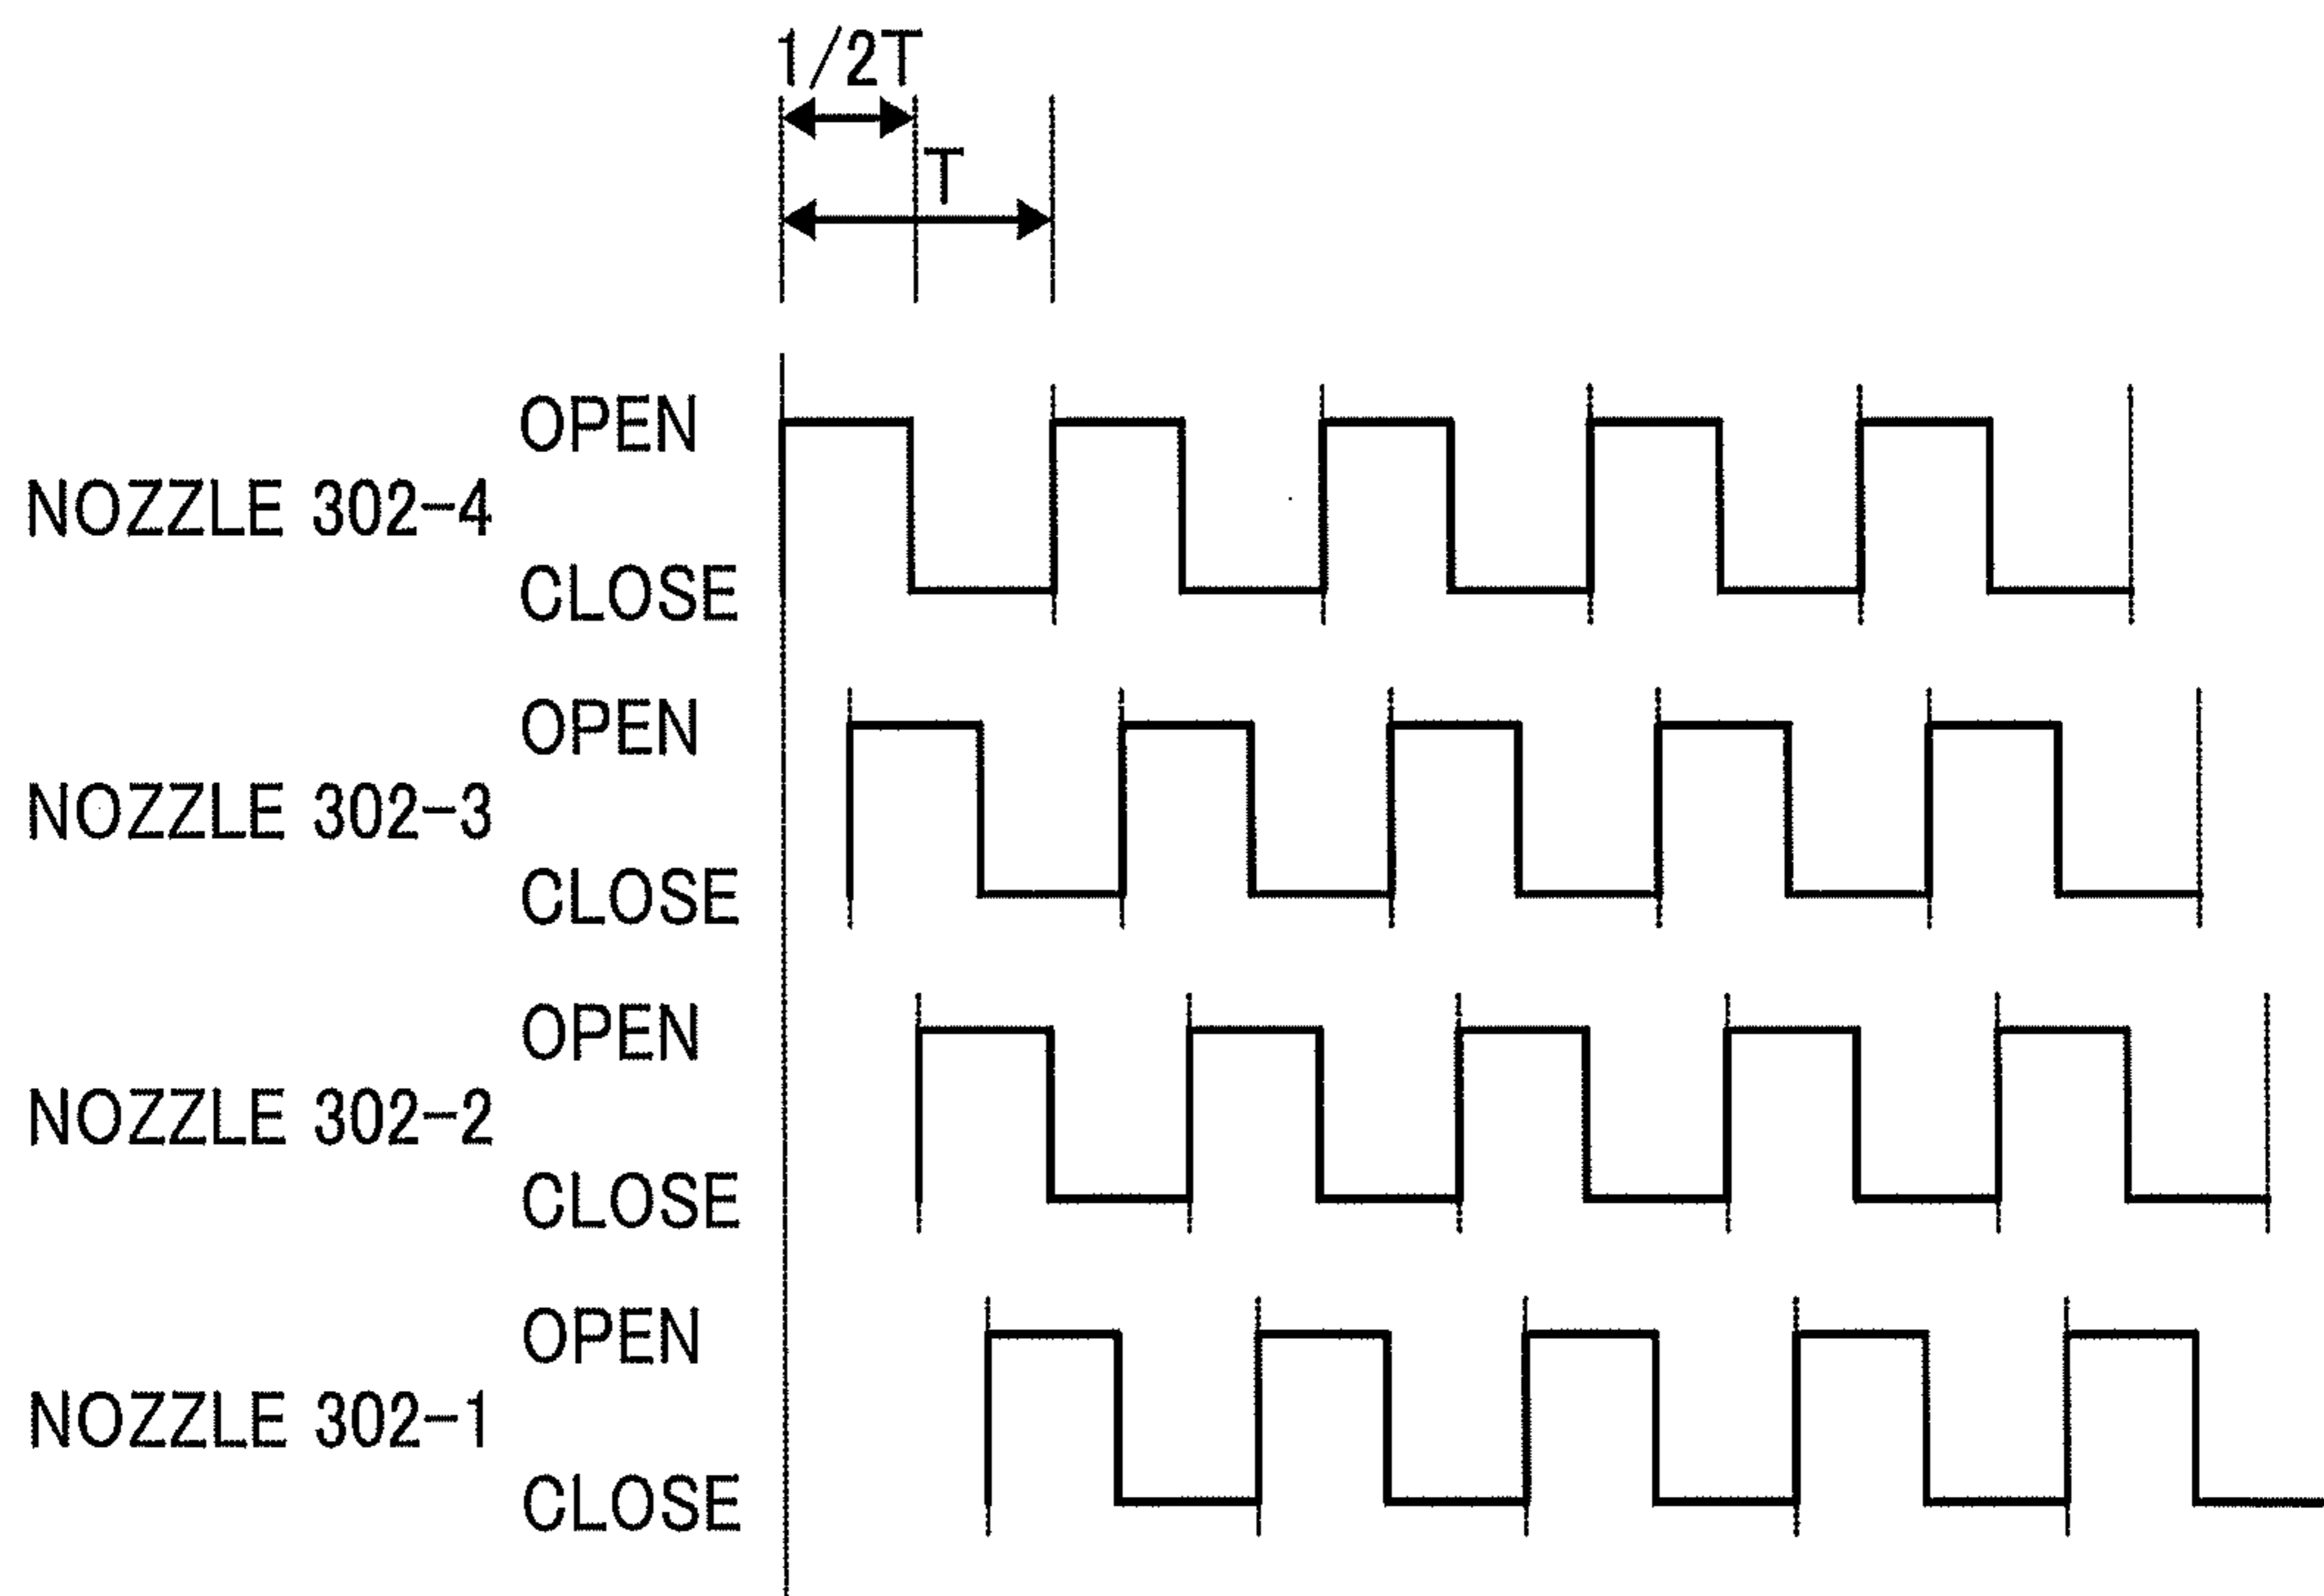 1/2T
T
OPEN
NOZZLE 302-4
CLOSE
OPEN
NOZZLE 302-3
CLOSE
OPEN
NOZZLE 302-2
CLOSE
OPEN
NOZZLE 302-1
CLOSE